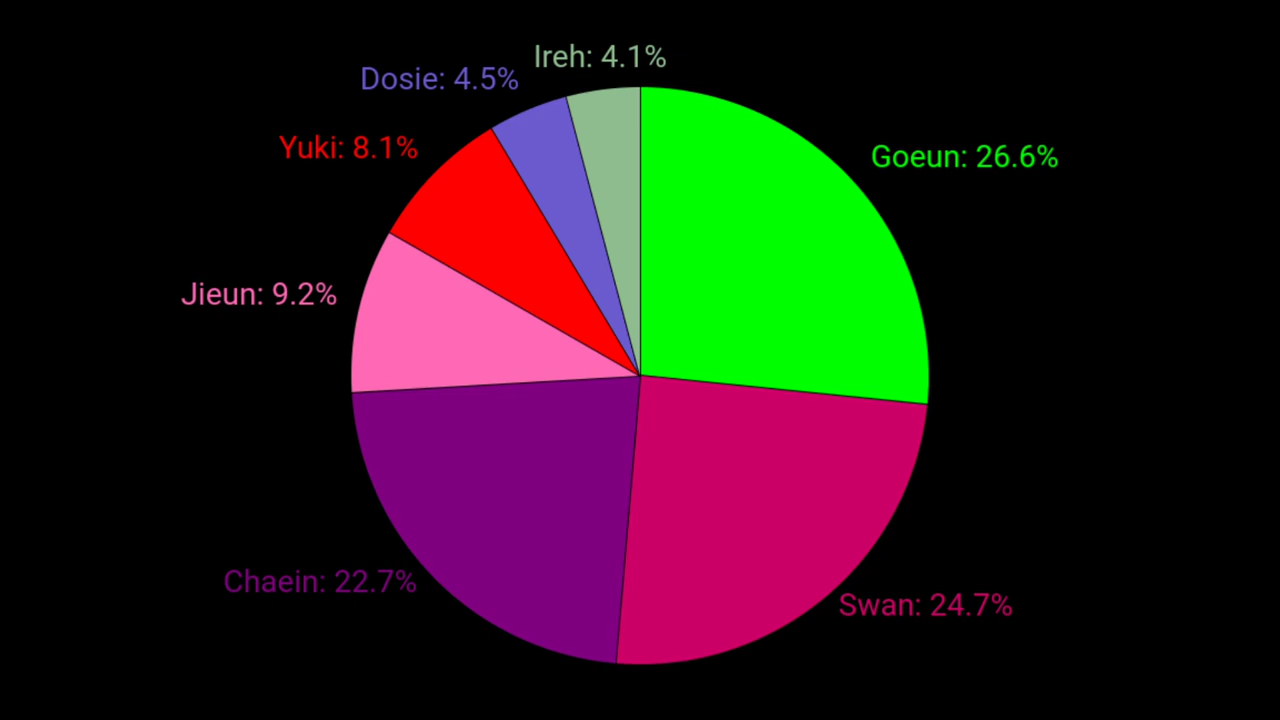 Ireh: 4.1%
Dosie: 4.5%
Yuki: 8.1%
Goeun: 26.6%
Jieun: 9.2%
Chaein: 22.7%
Swan: 24.7%